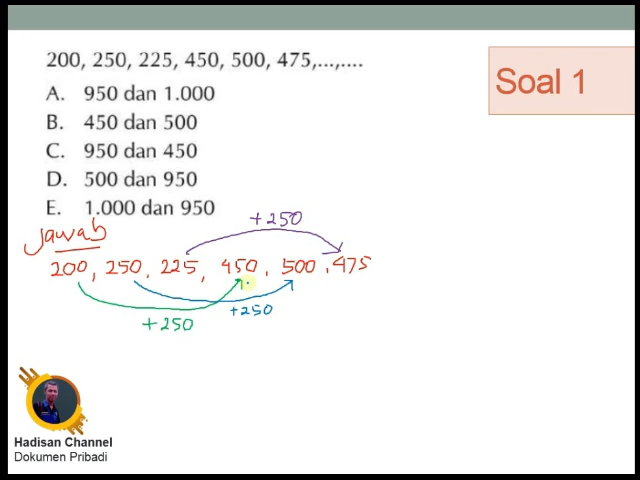 200, 250, 225, 450, 500, 475,...,....
Soal 1
A. 950 dan 1.000
B. 450 dan 500
C. 950 dan 450
D. 500 dan 950
E. 1.000 dan 950
Jawab
+250
200, 250, 225, 450, 500, 475
+250
+250
Hadisan Channel
Dokumen Pribadi